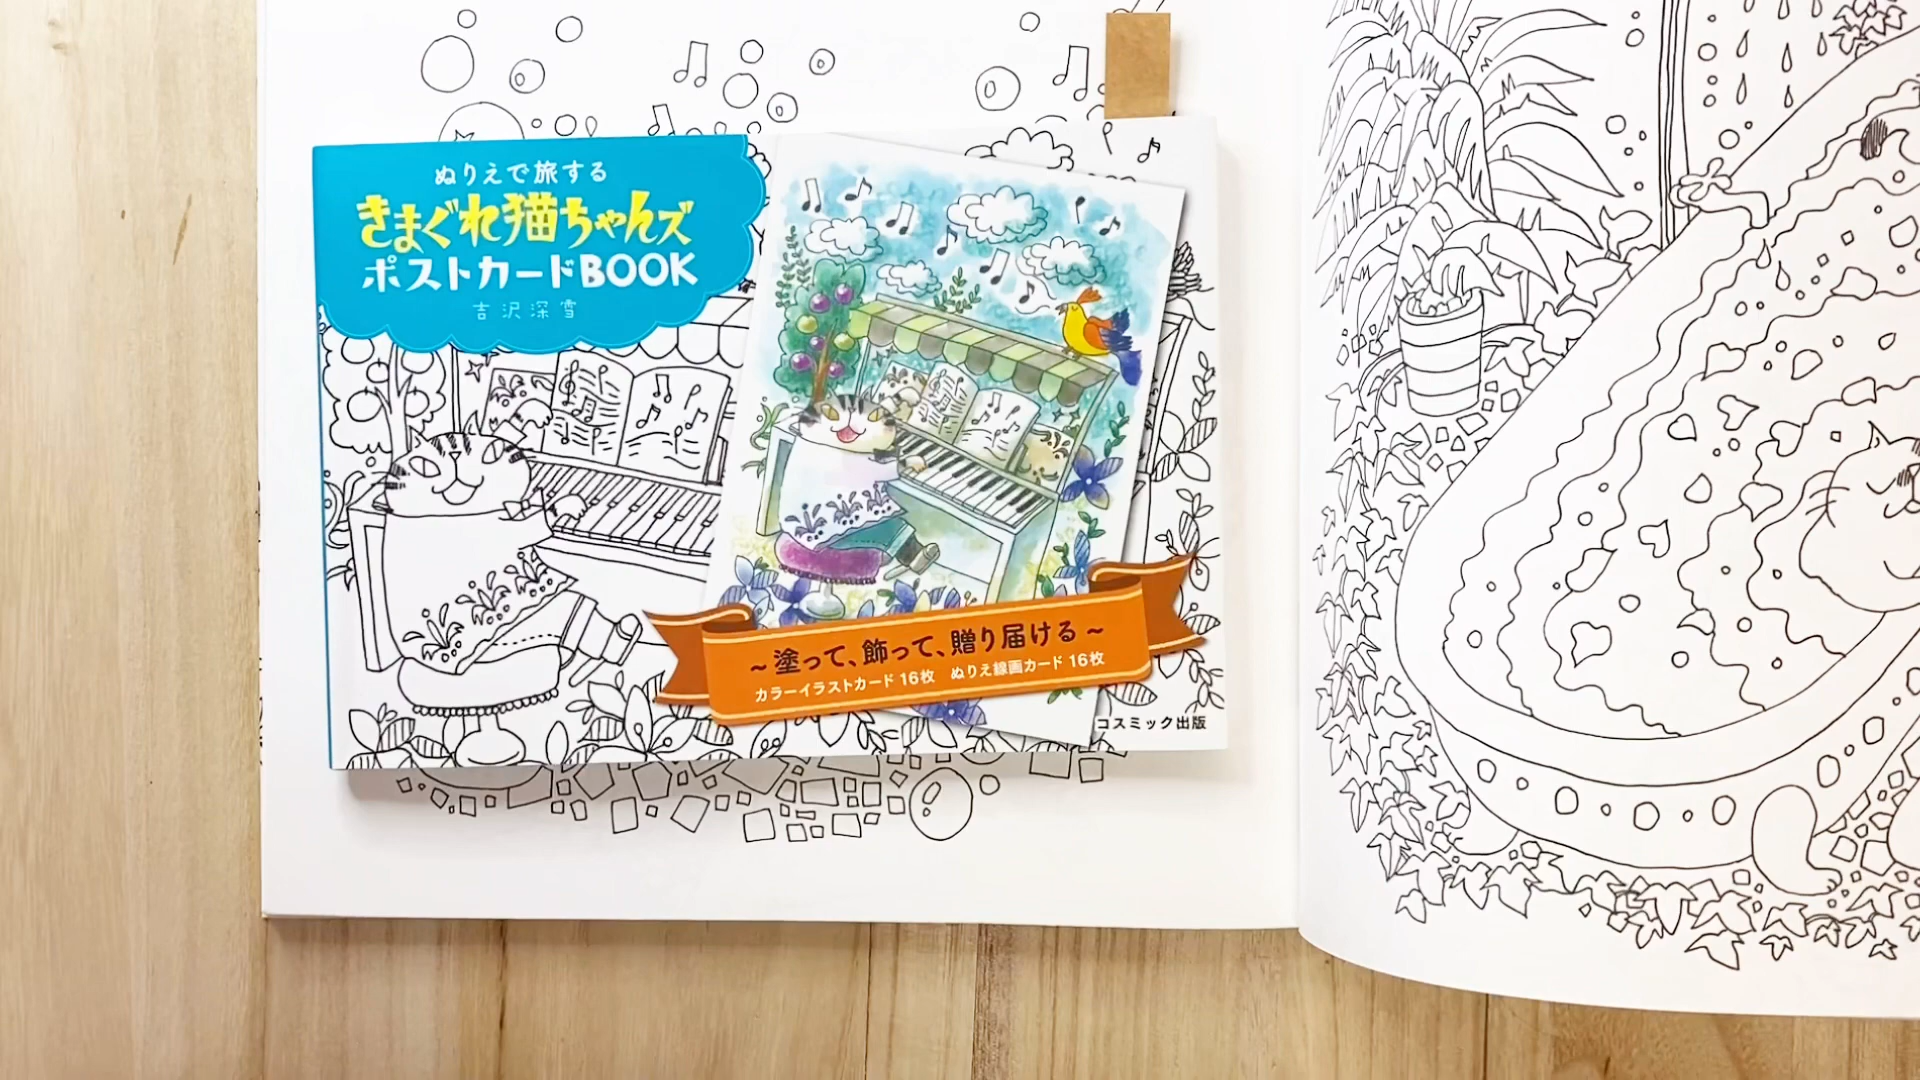 ぬりえで旅する
きまぐれ猫ちゃんズ
ポストカードBOOK
吉沢深雪
~塗って、飾って、贈り届ける~
カラーイラストカード16枚 ぬりえ線画カード16枚
コスミック出版